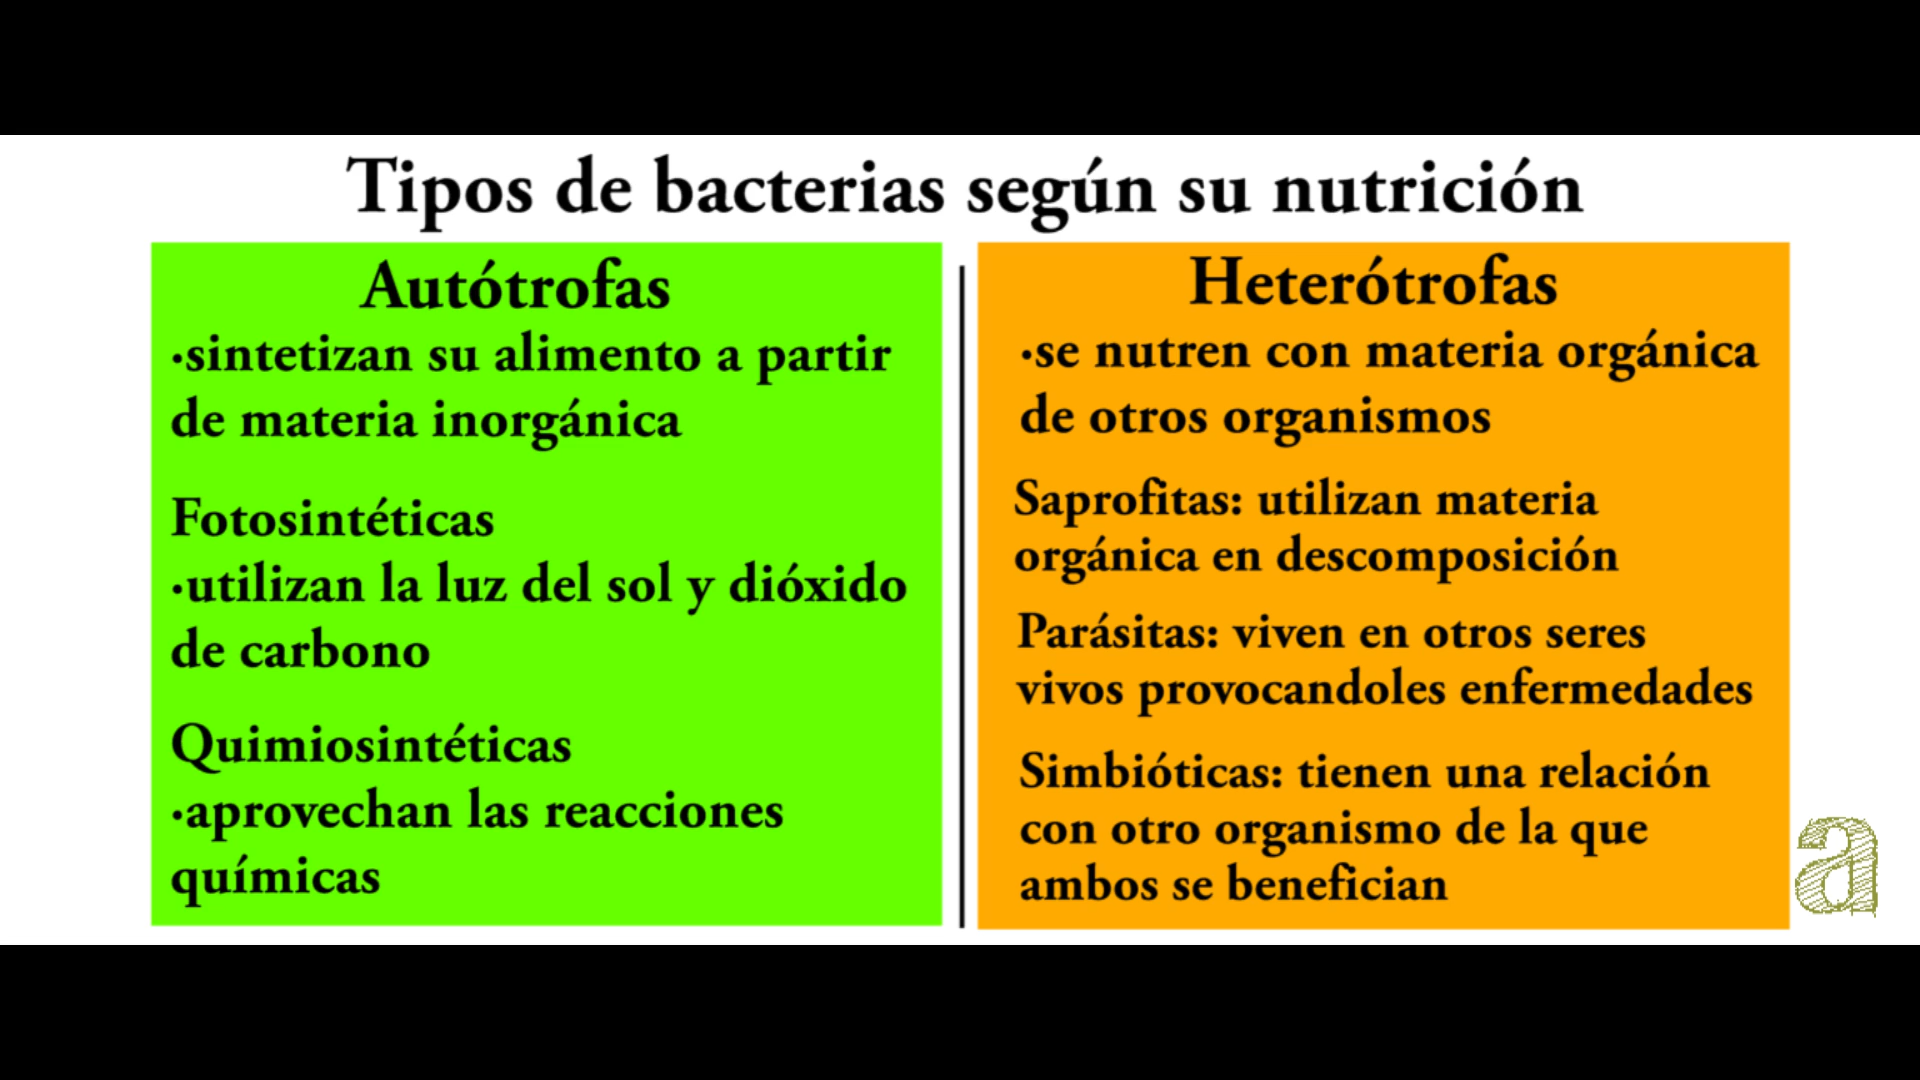 Tipos de bacterias según su nutrición
Autótrofas
·sintetizan su alimento a partir
de materia inorgánica
Fotosintéticas
·utilizan la luz del sol y dióxido
de carbono
Quimiosintéticas
·aprovechan las reacciones
químicas
Heterótrofas
·se nutren con materia orgánica
de otros organismos
Saprofitas: utilizan materia
orgánica en descomposición
Parásitas: viven en otros seres
vivos provocandoles enfermedades
Simbióticas: tienen una relación
con otro organismo de la que
ambos se benefician
a